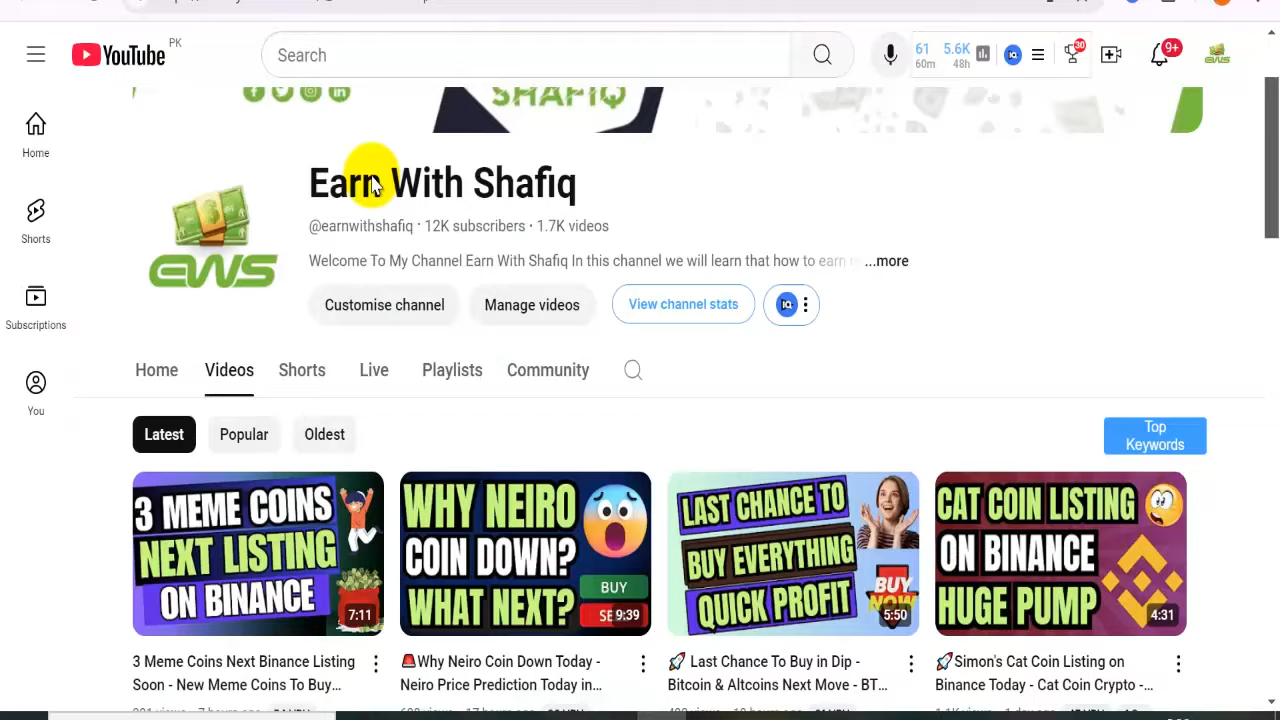 YouTube PK
Search
61 5.6K
60m 48h
30
9+
SHAFIQ
Home
Shorts
Subscriptions
You
EWS
Earn With Shafiq
@earnwithshafiq · 12K subscribers · 1.7K videos
Welcome To My Channel Earn With Shafiq In this channel we will learn that how to earn ...more
Customise channel
Manage videos
View channel stats
Home Videos Shorts Live Playlists Community
Latest Popular Oldest
Top
Keywords
3 MEME COINS
NEXT LISTING
ON BINANCE
7:11
WHY NEIRO
COIN DOWN?
WHAT NEXT?
BUY
9:39
LAST CHANCE TO
BUY EVERYTHING
QUICK PROFIT
BUY
NOW
5:50
CAT COIN LISTING
ON BINANCE
HUGE PUMP
4:31
3 Meme Coins Next Binance Listing
Soon - New Meme Coins To Buy...
🚨Why Neiro Coin Down Today -
Neiro Price Prediction Today in...
🚀 Last Chance To Buy in Dip -
Bitcoin & Altcoins Next Move - BT...
🚀Simon's Cat Coin Listing on
Binance Today - Cat Coin Crypto -...